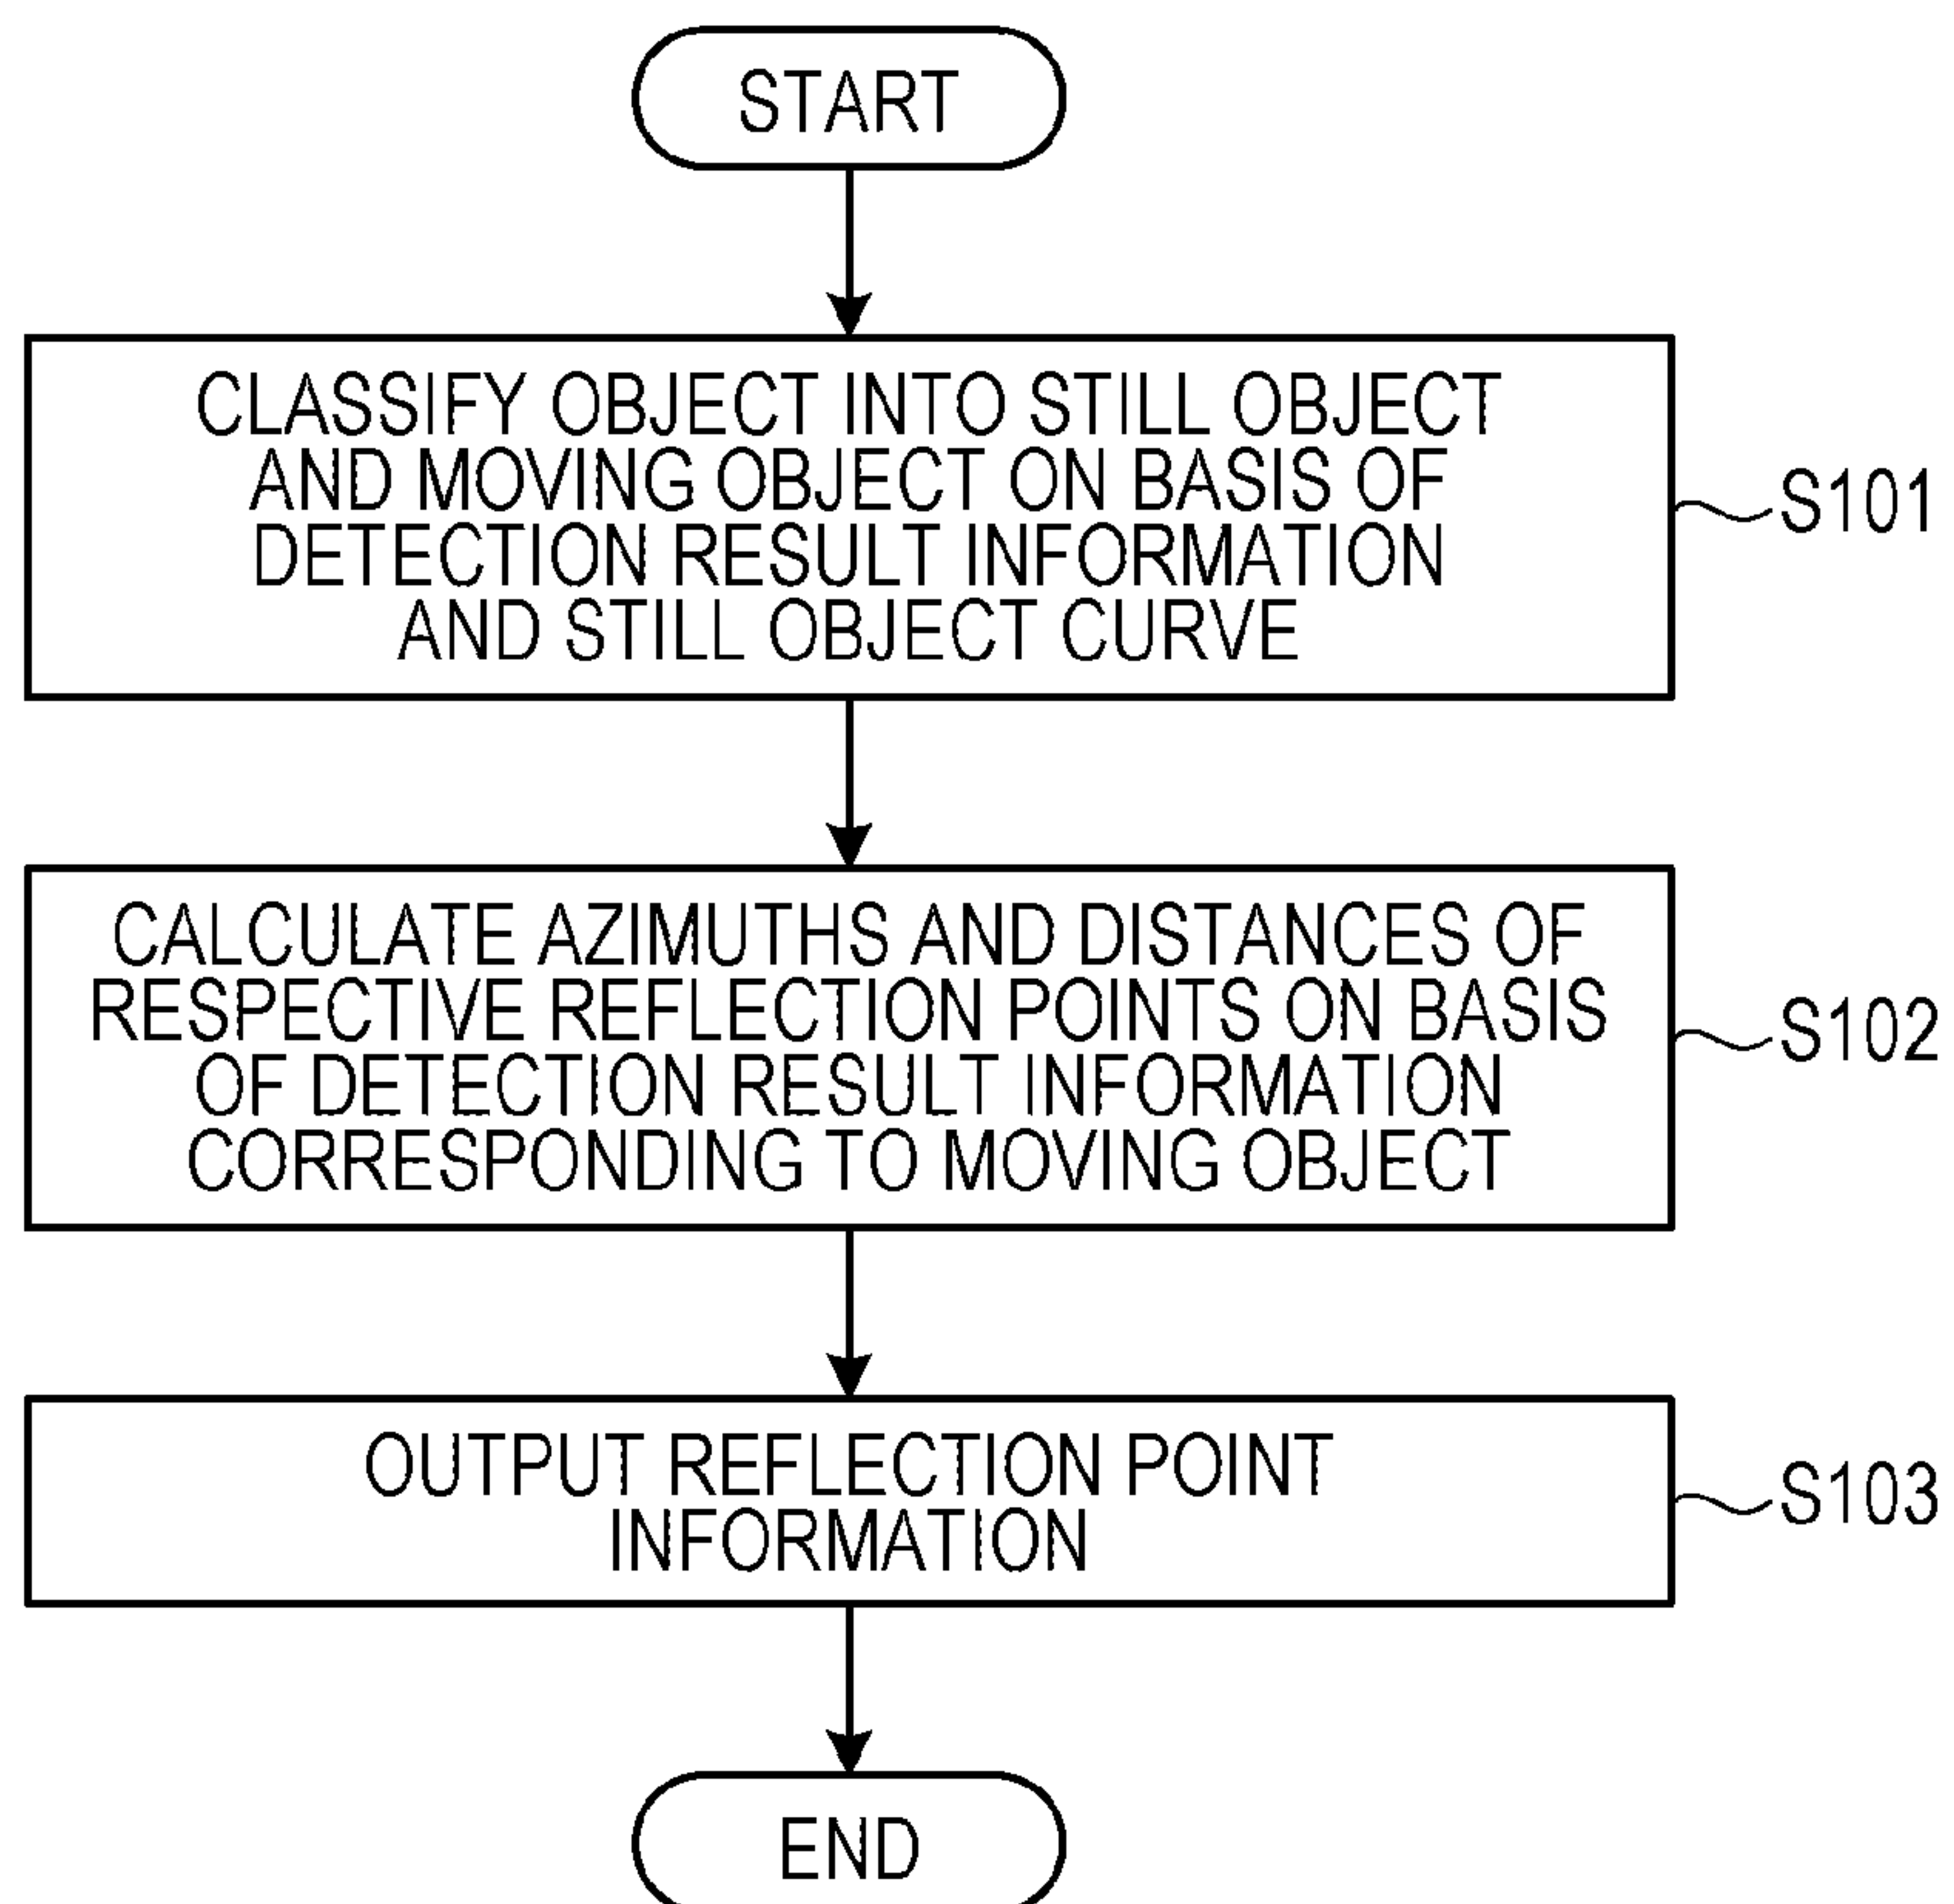 START
CLASSIFY OBJECT INTO STILL OBJECT
AND MOVING OBJECT ON BASIS OF
DETECTION RESULT INFORMATION
AND STILL OBJECT CURVE
S101
CALCULATE AZIMUTHS AND DISTANCES OF
RESPECTIVE REFLECTION POINTS ON BASIS
OF DETECTION RESULT INFORMATION
CORRESPONDING TO MOVING OBJECT
S102
OUTPUT REFLECTION POINT
INFORMATION
S103
END